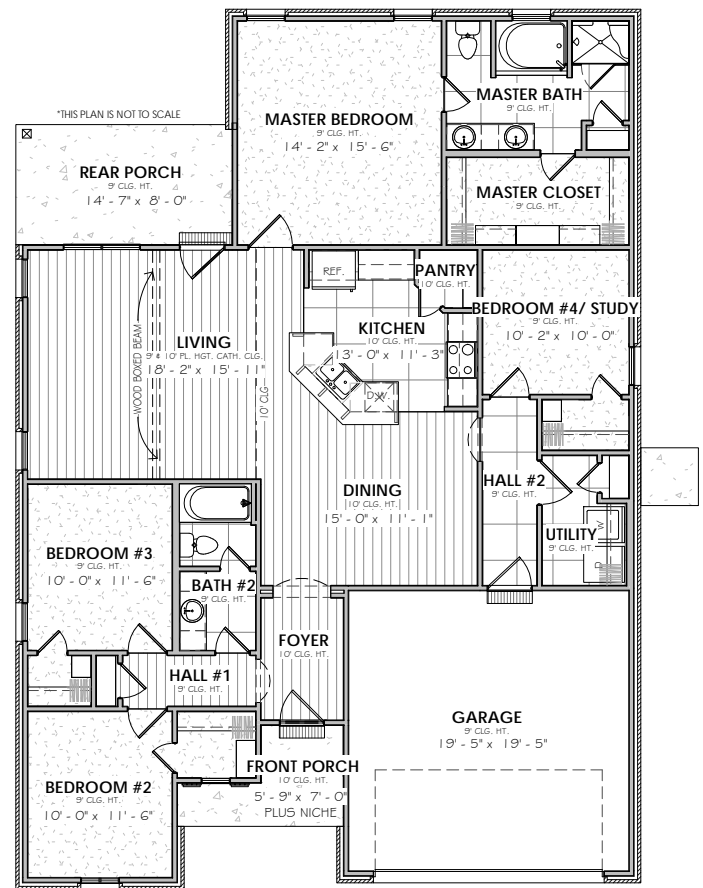 *THIS PLAN IS NOT TO SCALE
MASTER BEDROOM
9' CLG. HT.
14' - 2" x 15' - 6"
MASTER BATH
9' CLG. HT.
REAR PORCH
9' CLG. HT.
14' - 7" x 8' - 0"
MASTER CLOSET
9' CLG. HT.
REF.
PANTRY
10' CLG. HT.
BEDROOM #4/ STUDY
9' CLG. HT.
10' - 2" x 10' - 0"
KITCHEN
10' CLG. HT.
13' - 0" x 11' - 3"
LIVING
9' & 10' PL. HGT. CATH. CLG.
18' - 2" x 15' - 11"
WOOD BOXED BEAM
10' CLG
D.W.
DINING
10' CLG. HT.
15' - 0" x 11' - 1"
HALL #2
9' CLG. HT.
UTILITY
9' CLG. HT.
W
D
BEDROOM #3
9' CLG. HT.
10' - 0" x 11' - 6"
BATH #2
9' CLG. HT.
FOYER
10' CLG. HT.
HALL #1
9' CLG. HT.
GARAGE
9' CLG. HT.
19' - 5" x 19' - 5"
FRONT PORCH
10' CLG. HT.
5' - 9" x 7' - 0"
PLUS NICHE
BEDROOM #2
9' CLG. HT.
10' - 0" x 11' - 6"